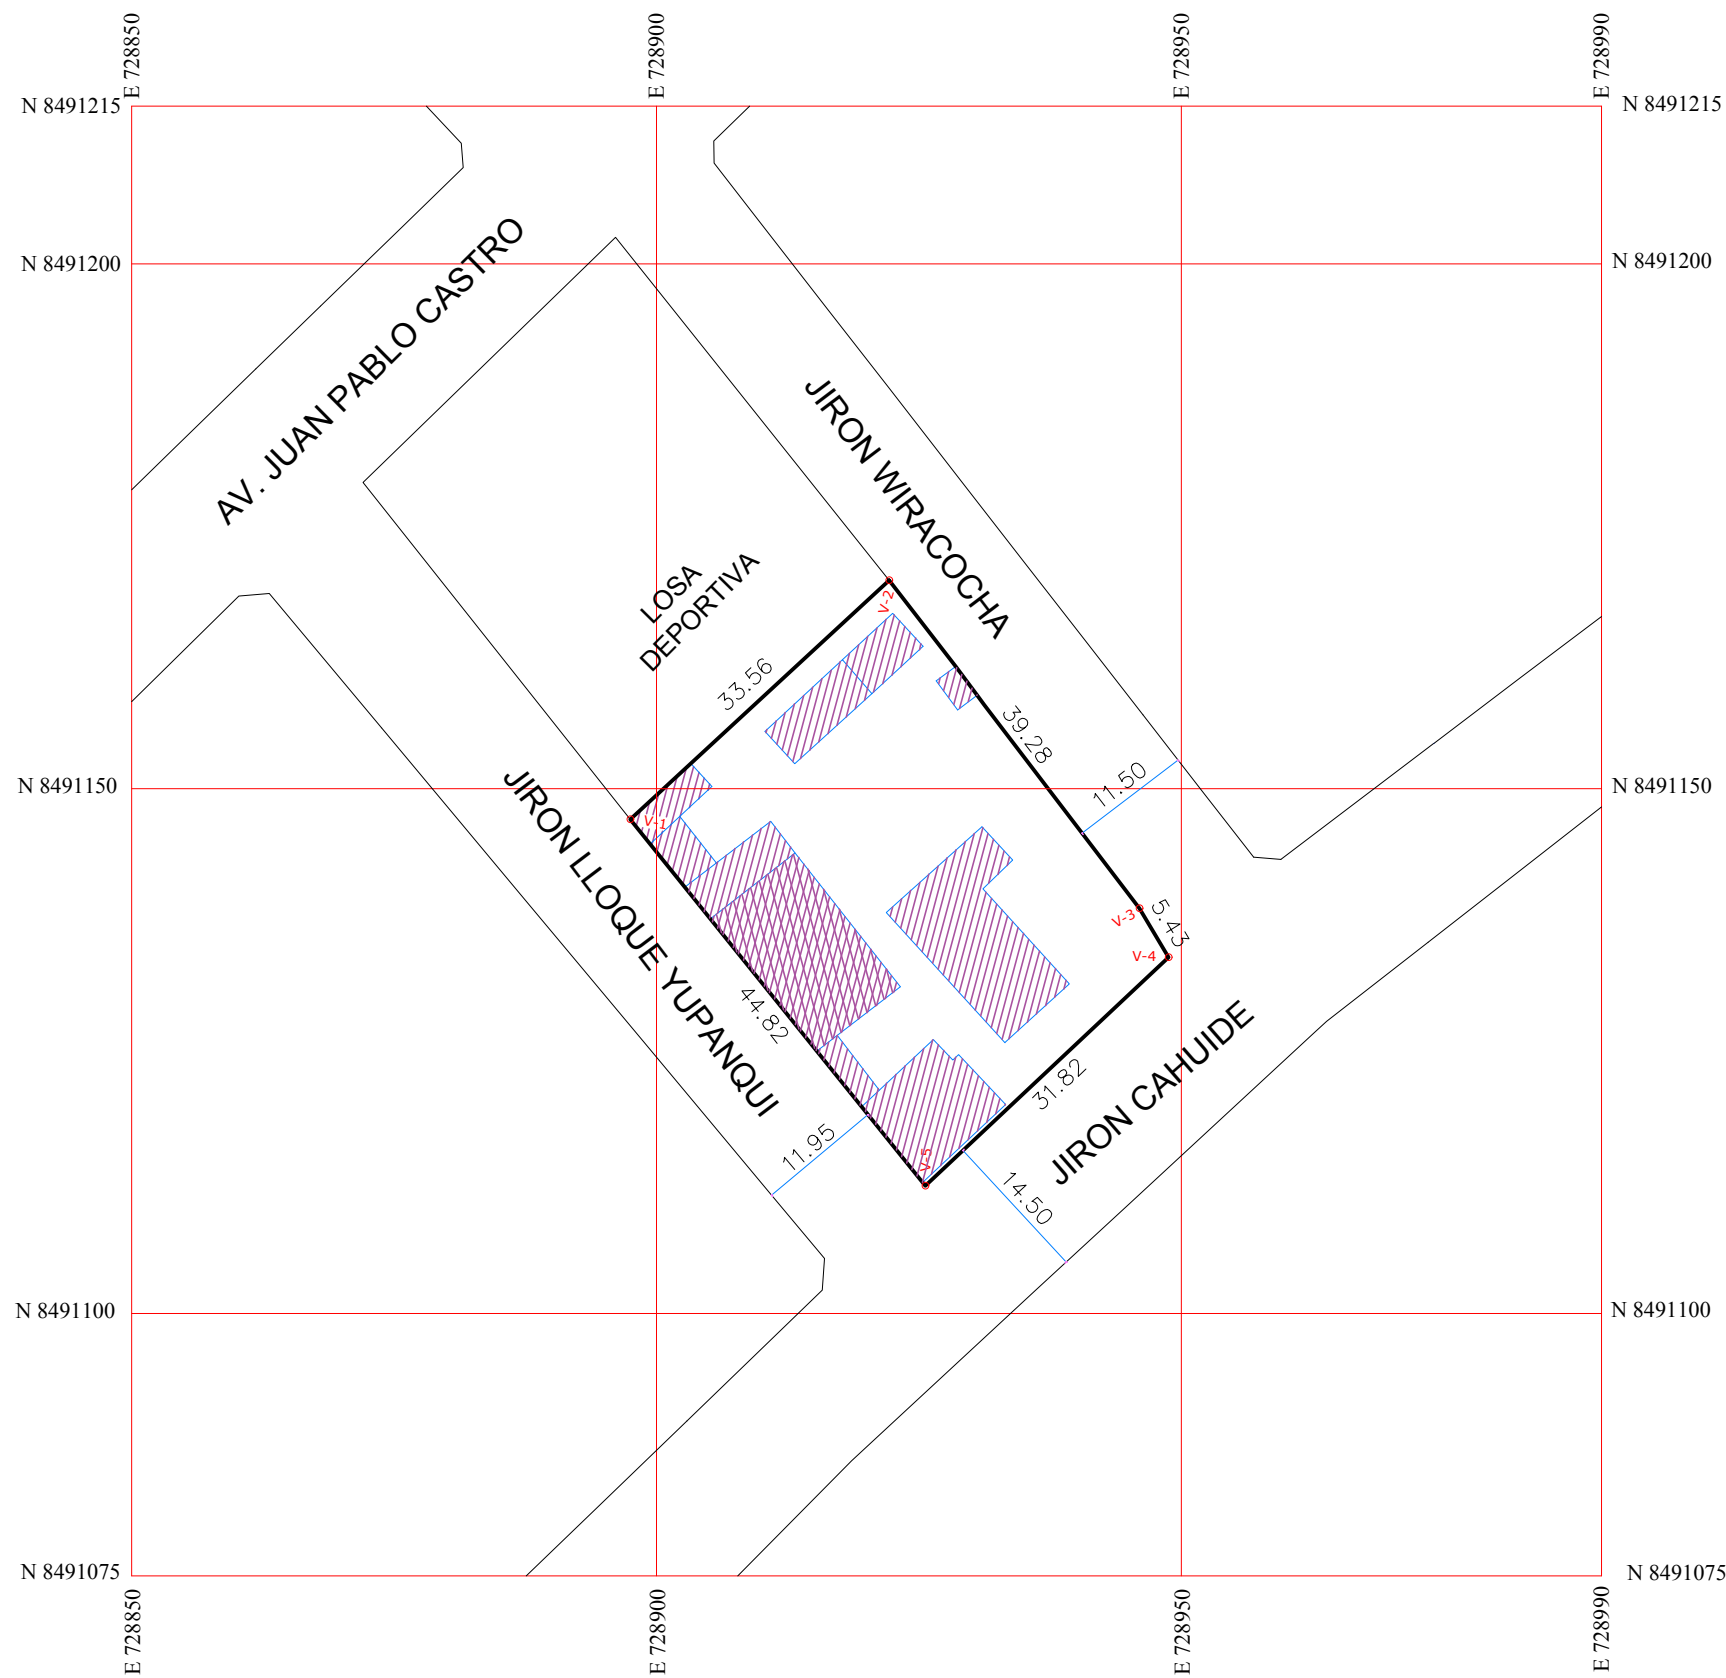 E 728850
E 728900
E 728950
E 728990
N 8491215
N 8491215
N 8491200
N 8491200
AV. JUAN PABLO CASTRO
JIRON WIRACOCHA
LOSA
DEPORTIVA
V-2
33.56
39.28
11.50
N 8491150
N 8491150
V-1
JIRON LLOQUE YUPANQUI
V-3
5.43
V-4
44.82
31.82
JIRON CAHUIDE
11.95
V-5
14.50
N 8491100
N 8491100
N 8491075
N 8491075
E 728850
E 728900
E 728950
E 728990